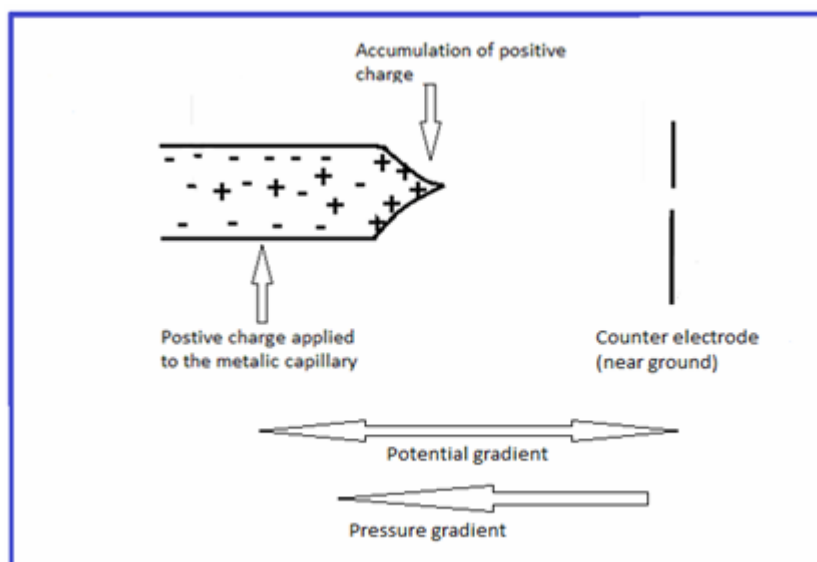 Accumulation of positive
charge
Postive charge applied
to the metalic capillary
Counter electrode
(near ground)
Potential gradient
Pressure gradient